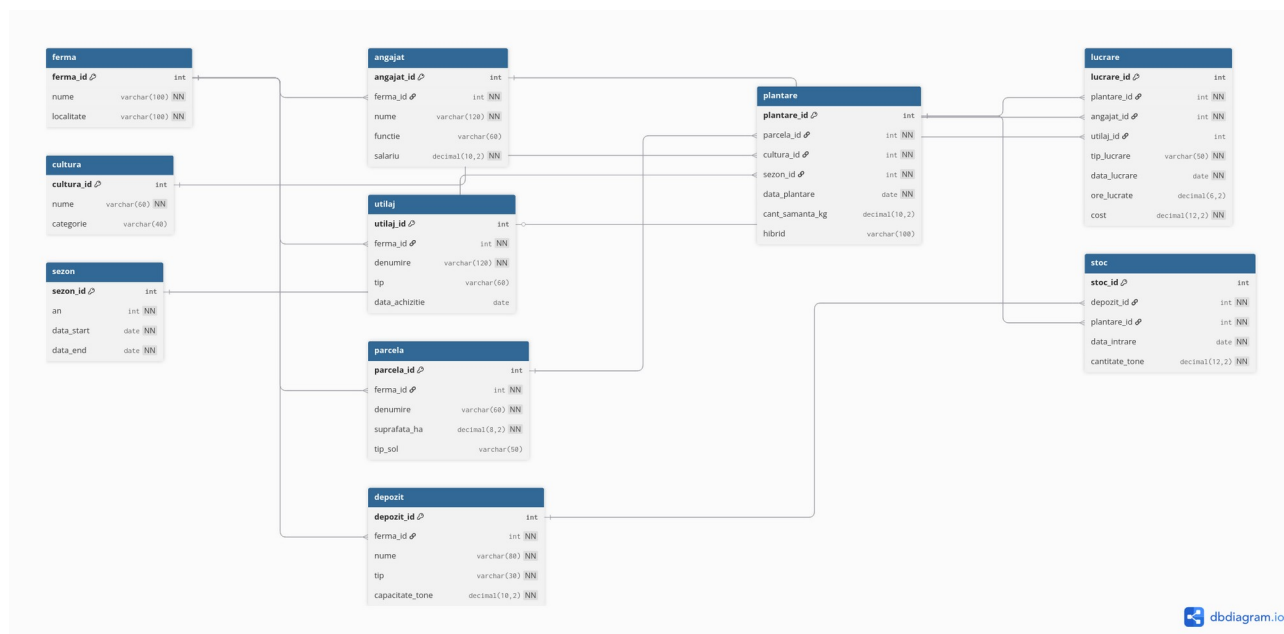 ferma
ferma_id int
nume varchar(100) NN
localitate varchar(100) NN
cultura
cultura_id int
nume varchar(60) NN
categorie varchar(40)
sezon
sezon_id int
an int NN
data_start date NN
data_end date NN
angajat
angajat_id int
ferma_id int NN
nume varchar(120) NN
functie varchar(60)
salariu decimal(10,2) NN
utilaj
utilaj_id int
ferma_id int NN
denumire varchar(120) NN
tip varchar(60)
data_achizitie date
parcela
parcela_id int
ferma_id int NN
denumire varchar(60) NN
suprafata_ha decimal(8,2) NN
tip_sol varchar(50)
depozit
depozit_id int
ferma_id int NN
nume varchar(80) NN
tip varchar(30) NN
capacitate_tone decimal(10,2) NN
plantare
plantare_id int
parcela_id int NN
cultura_id int NN
sezon_id int NN
data_plantare date NN
cant_samanta_kg decimal(10,2)
hibrid varchar(100)
lucrare
lucrare_id int
plantare_id int NN
angajat_id int NN
utilaj_id int
tip_lucrare varchar(50) NN
data_lucrare date NN
ore_lucrate decimal(6,2)
cost decimal(12,2) NN
stoc
stoc_id int
depozit_id int NN
plantare_id int NN
data_intrare date NN
cantitate_tone decimal(12,2) NN
dbdiagram.io